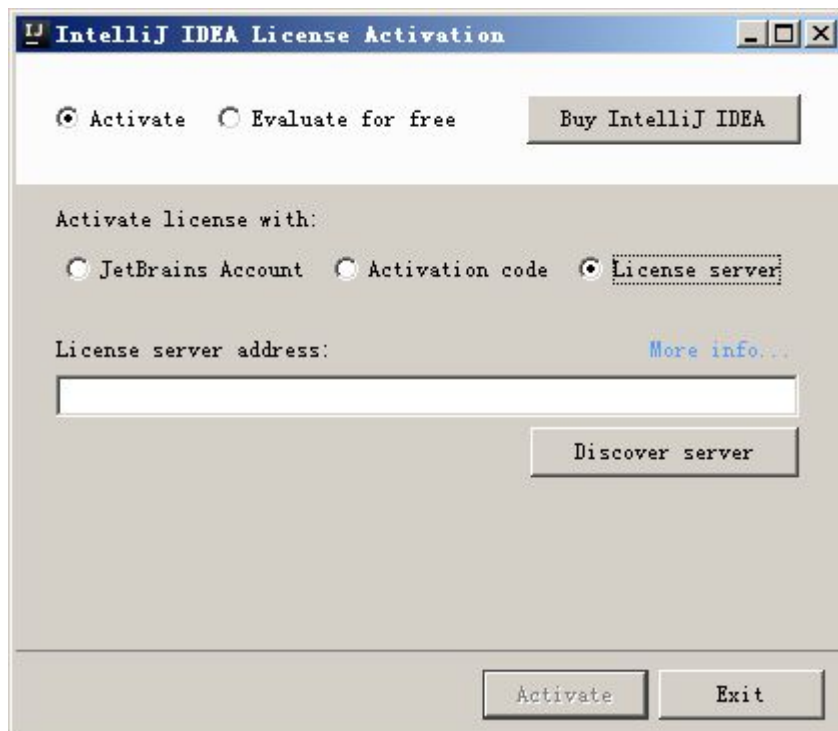 IJ IntelliJ IDEA License Activation
Activate Evaluate for free Buy IntelliJ IDEA
Activate license with:
JetBrains Account Activation code License server
License server address: More info...
Discover server
Activate Exit